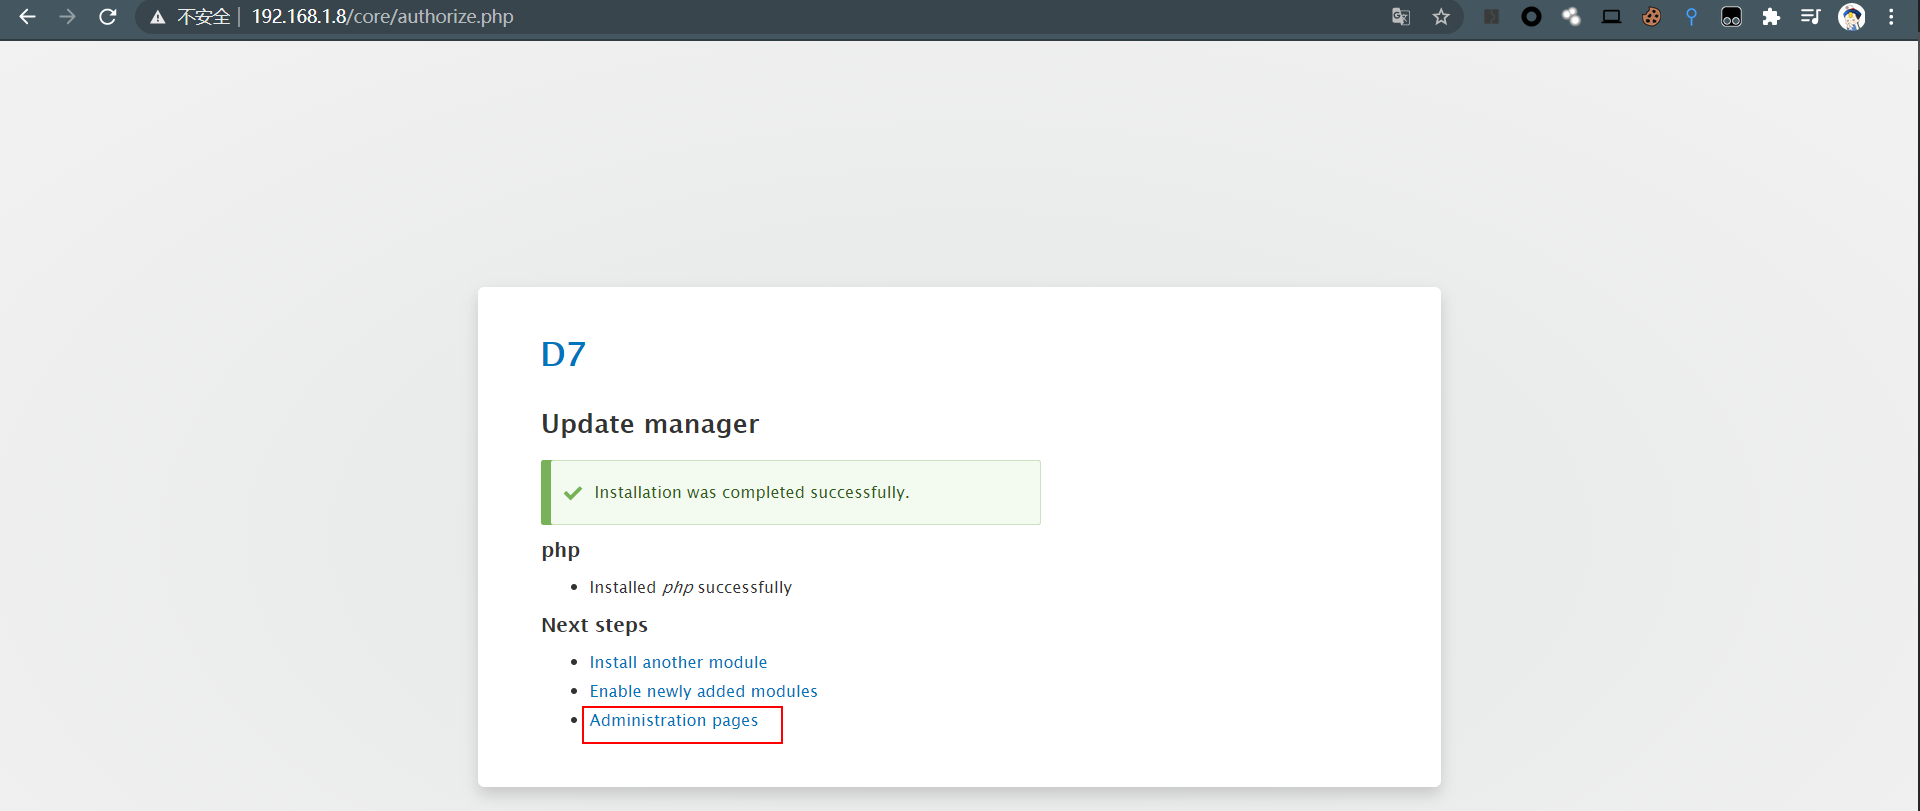 不安全 192.168.1.8/core/authorize.php
D7
Update manager
Installation was completed successfully.
php
Installed php successfully
Next steps
Install another module
Enable newly added modules
Administration pages